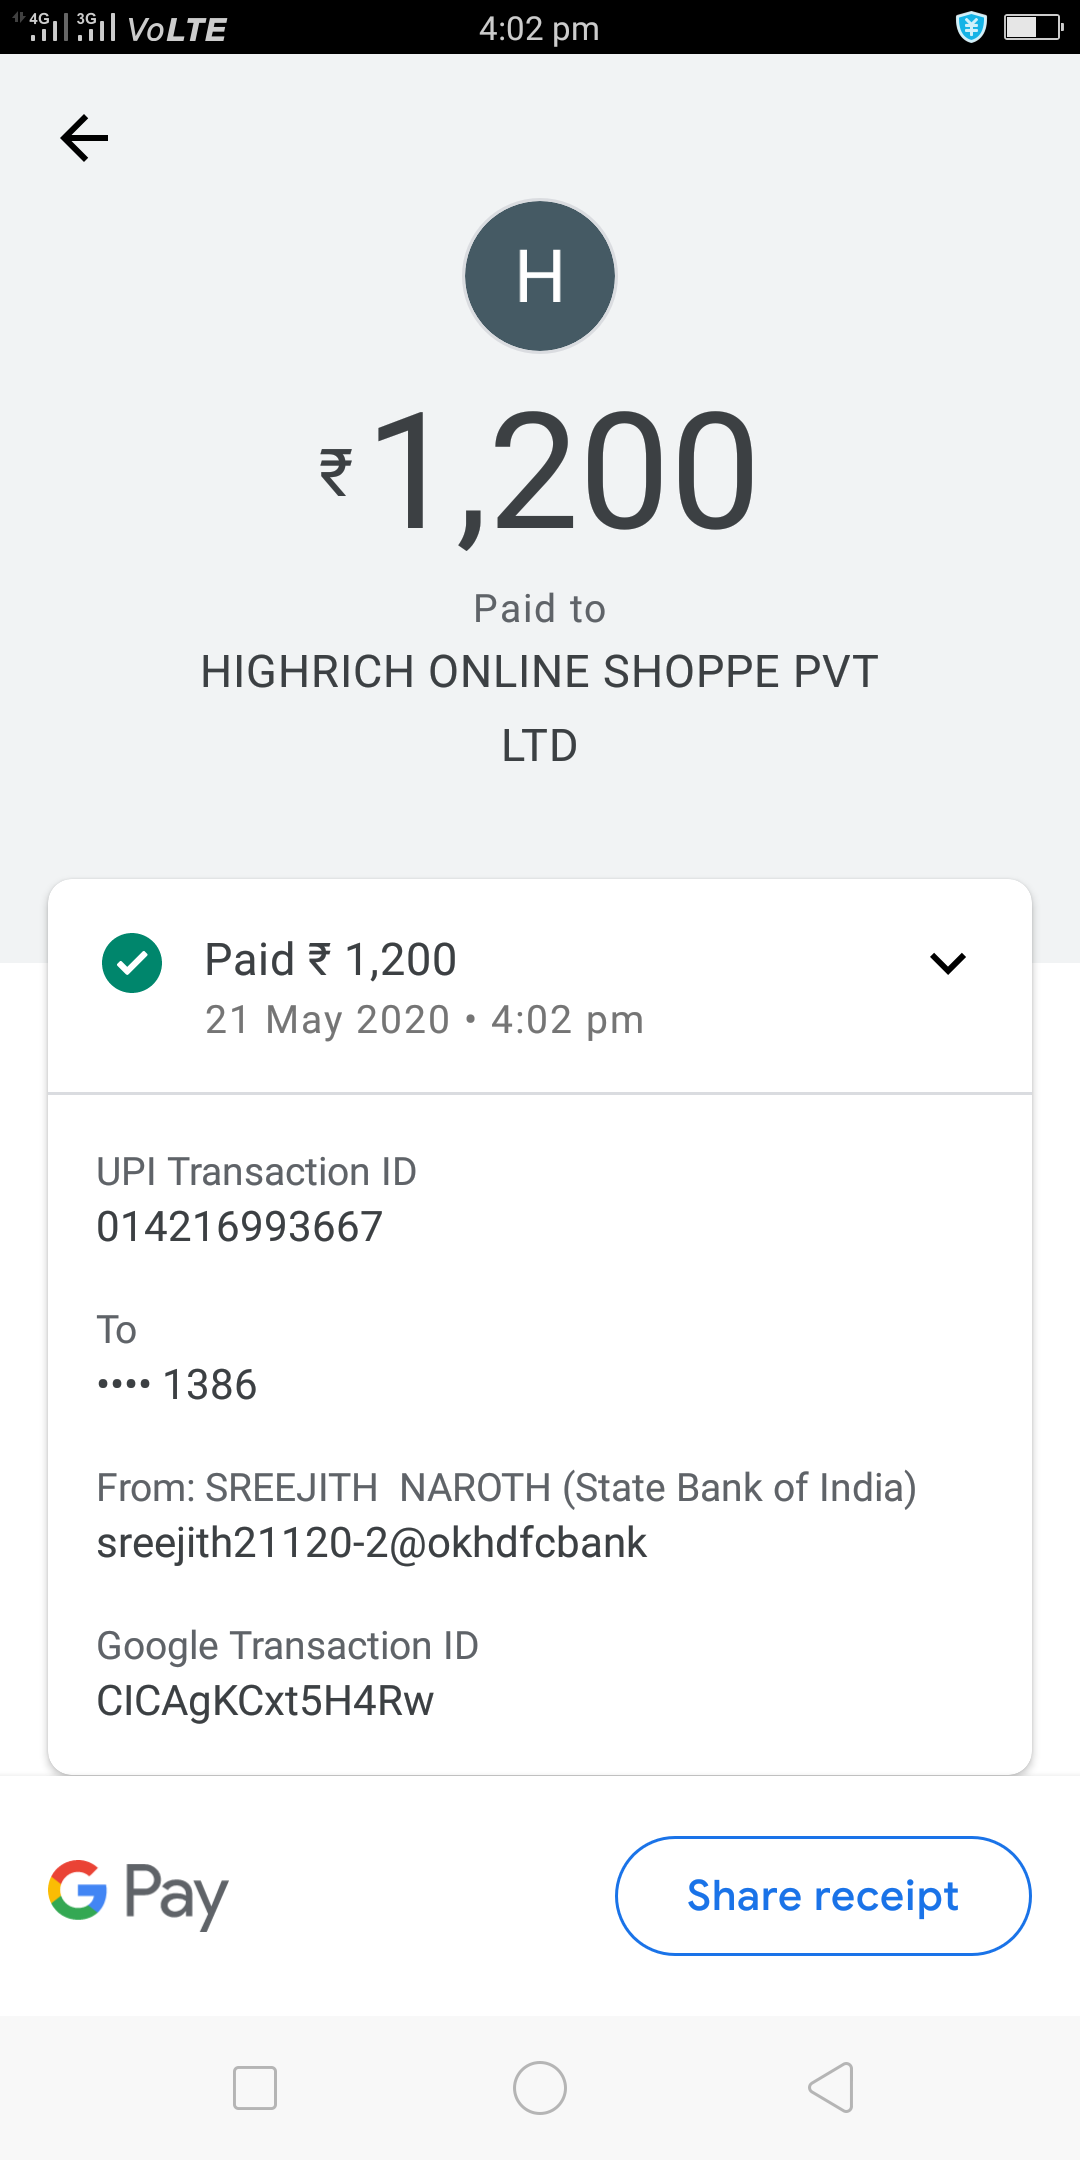 4G 3G VoLTE 4:02 pm
H
₹1,200
Paid to
HIGHRICH ONLINE SHOPPE PVT
LTD
Paid ₹ 1,200
21 May 2020 • 4:02 pm
UPI Transaction ID
014216993667
To
•••• 1386
From: SREEJITH  NAROTH (State Bank of India)
sreejith21120-2@okhdfcbank
Google Transaction ID
CICAgKCxt5H4Rw
G Pay
Share receipt